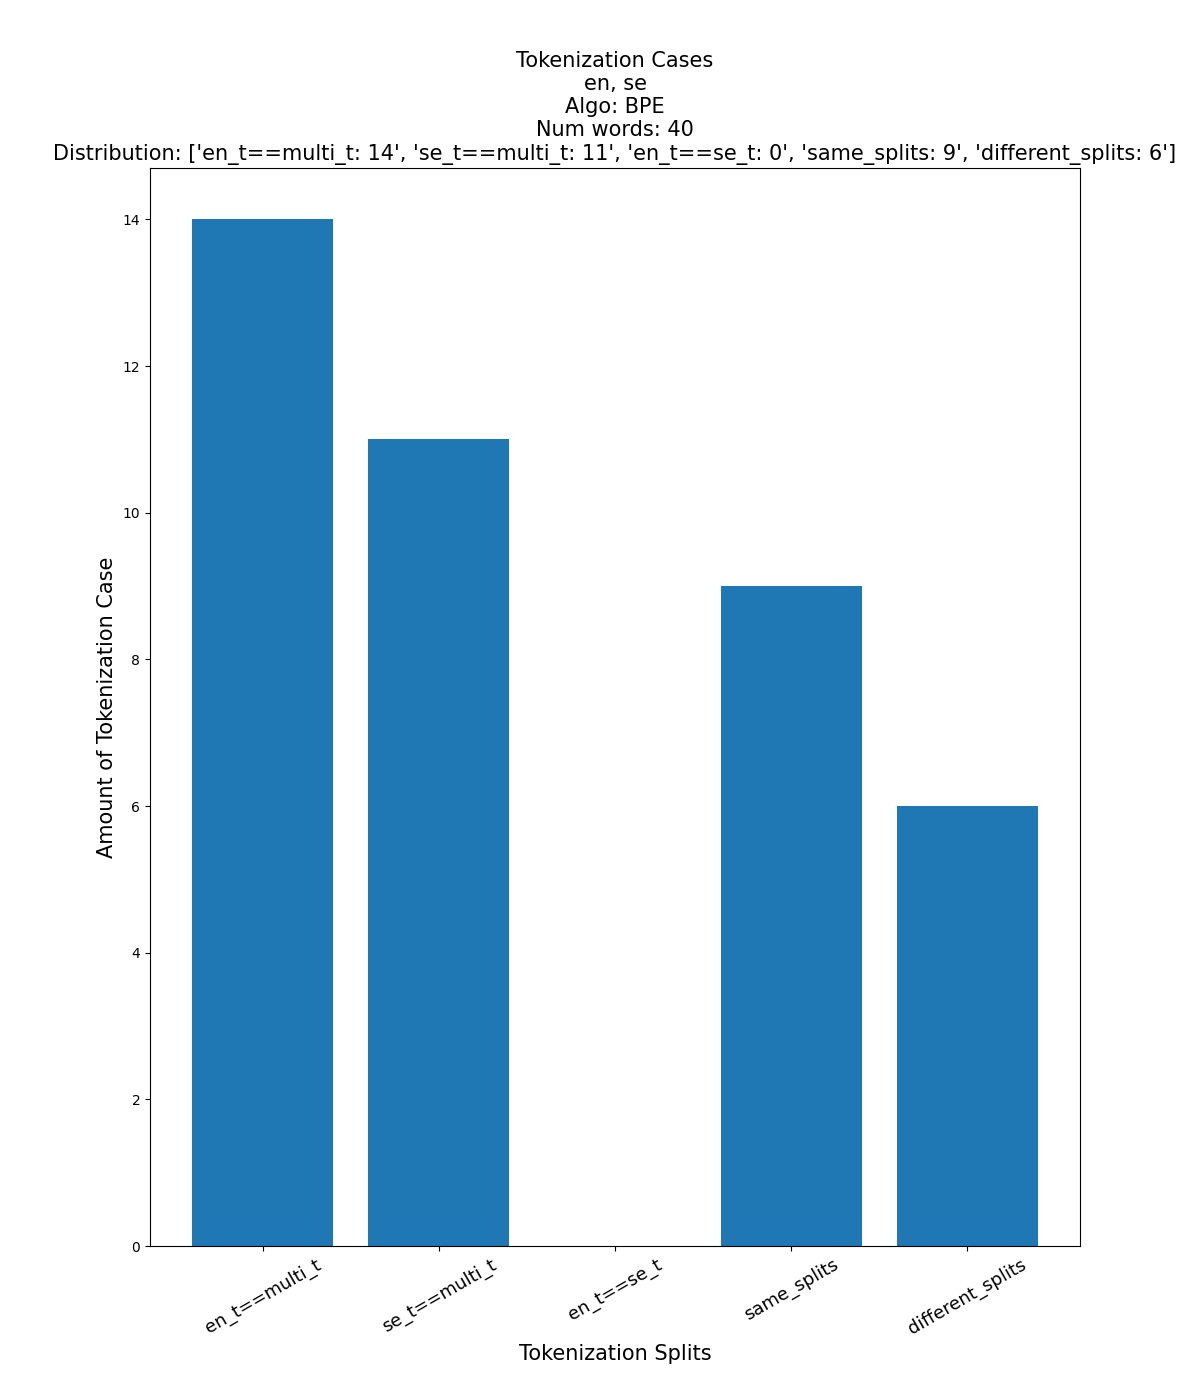 Tokenization Cases
en, se
Algo: BPE
Num words: 40
Distribution: ['en_t==multi_t: 14', 'se_t==multi_t: 11', 'en_t==se_t: 0', 'same_splits: 9', 'different_splits: 6']
14
12
10
8
6
4
2
0
Amount of Tokenization Case
en_t==multi_t
se_t==multi_t
en_t==se_t
same_splits
different_splits
Tokenization Splits